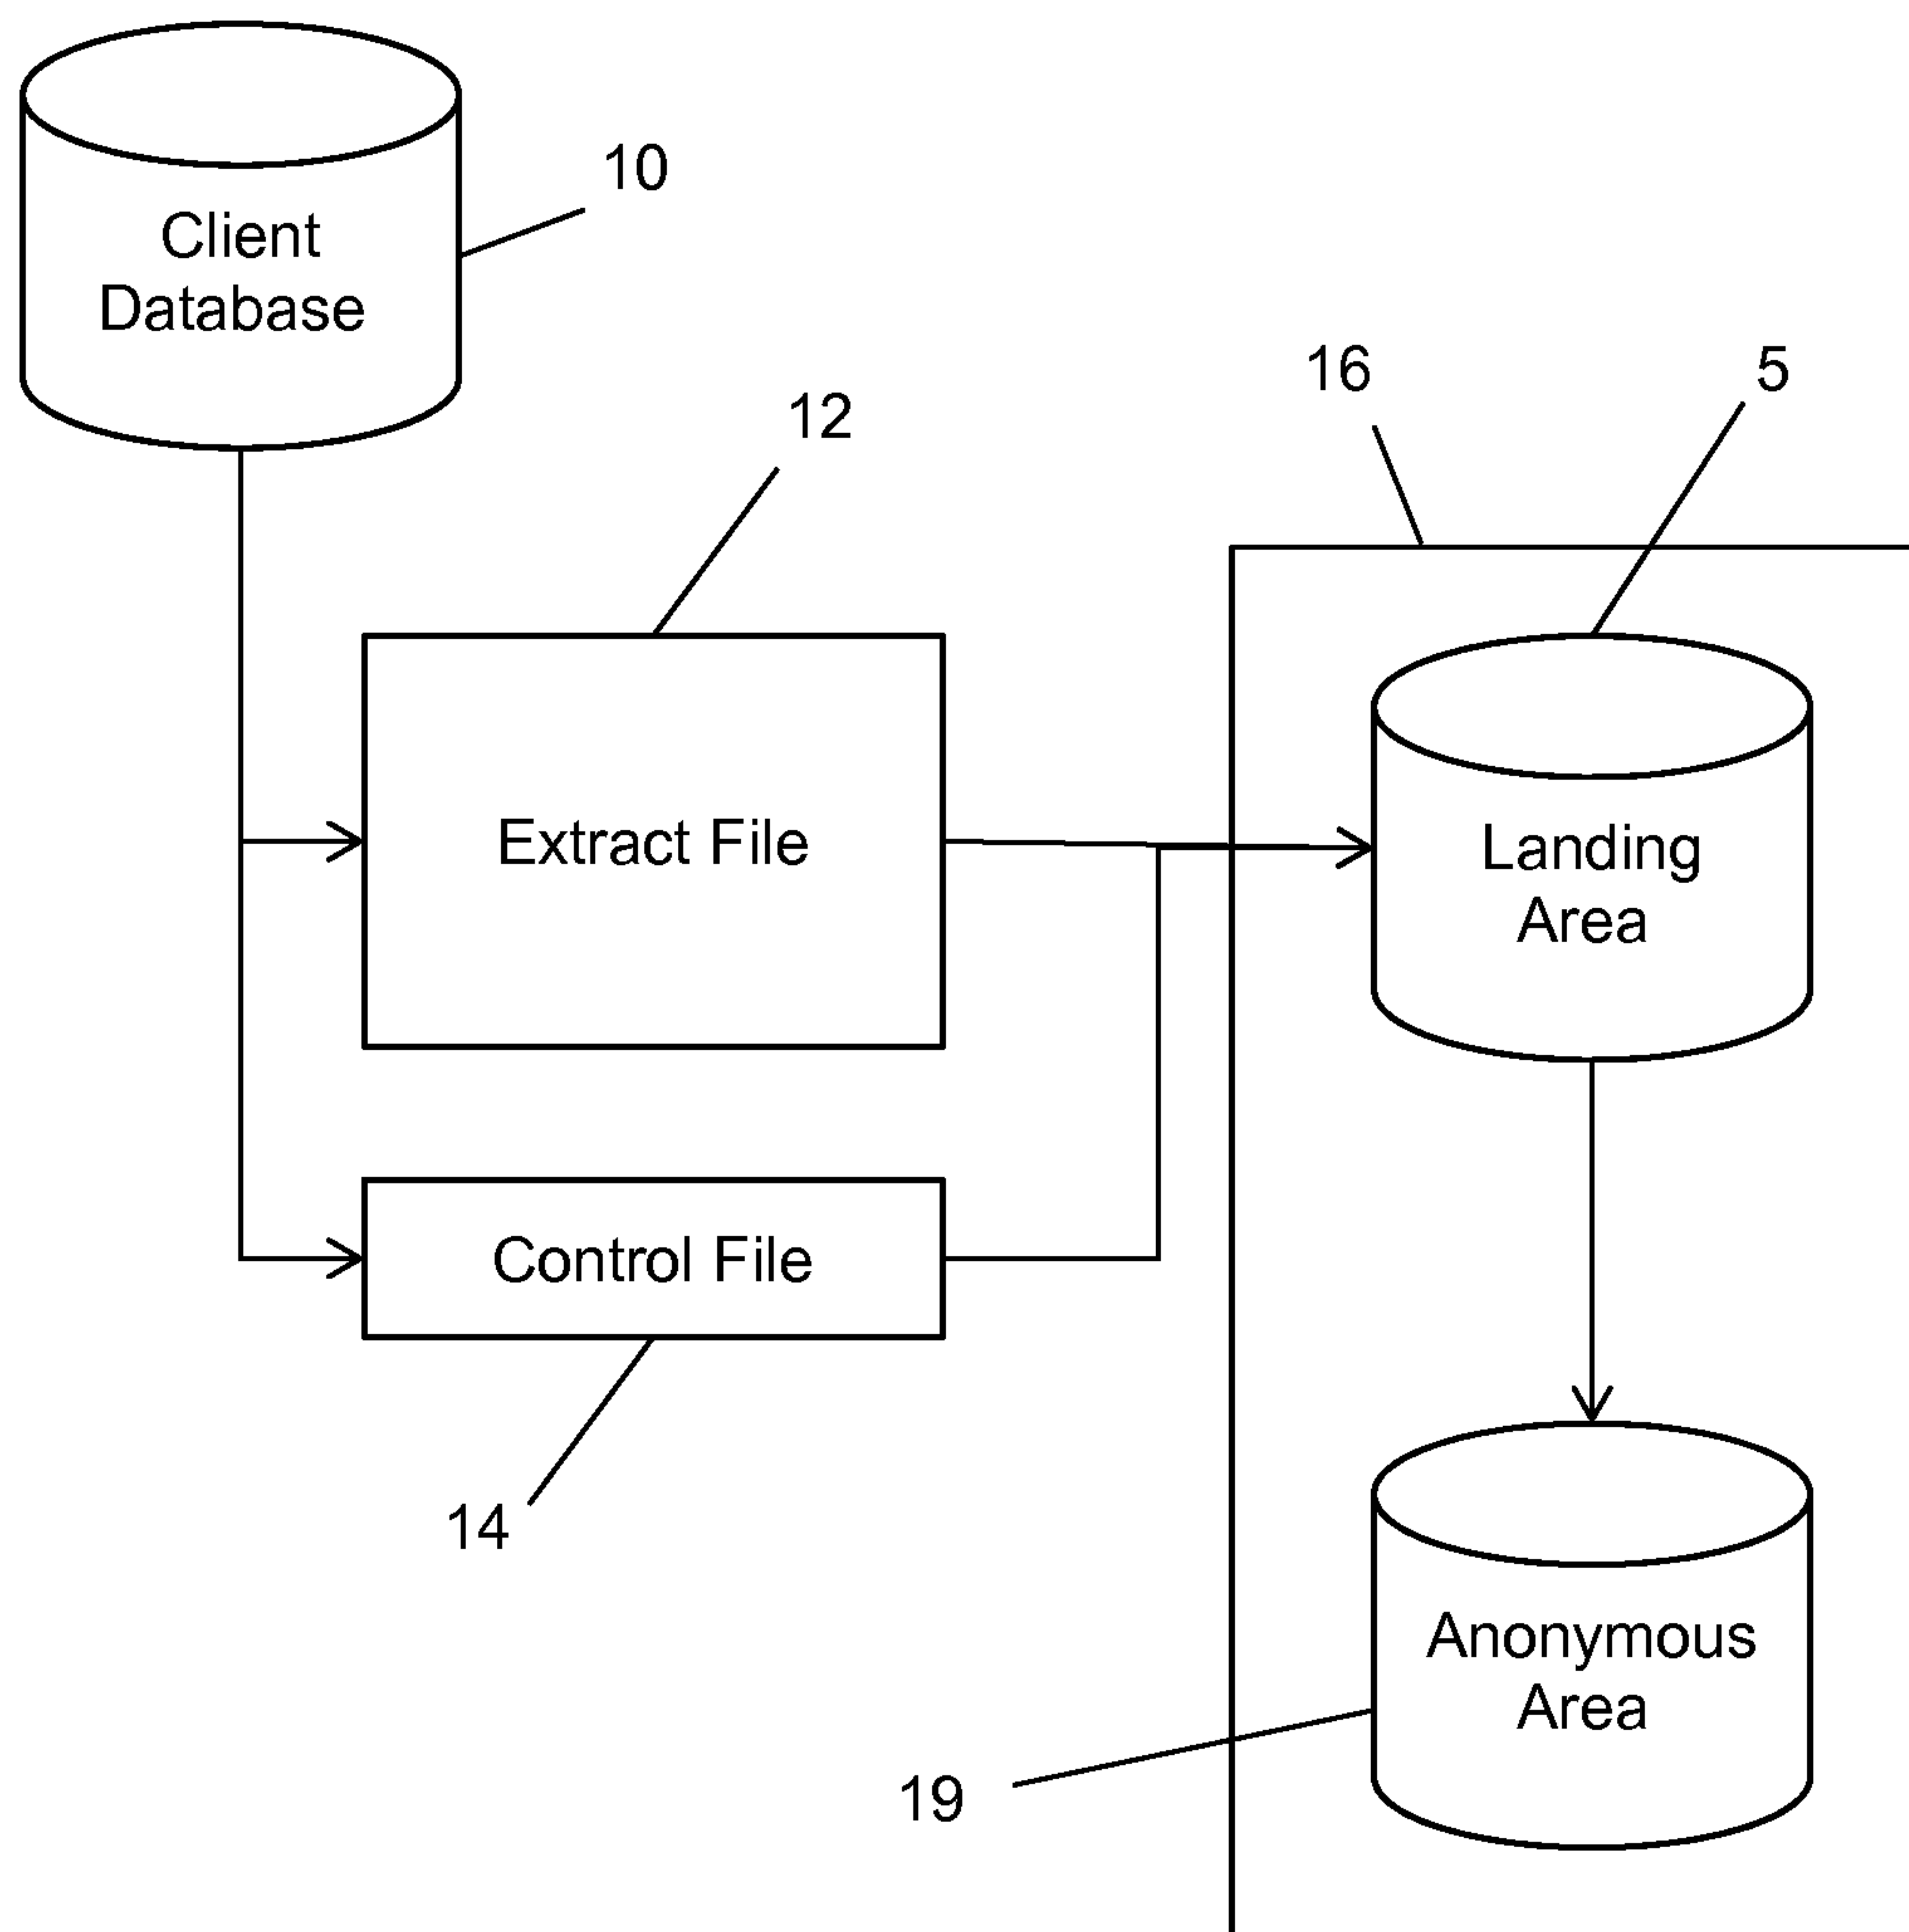 10
Client
Database
16
5
12
Extract File
Landing
Area
Control File
14
Anonymous
Area
19